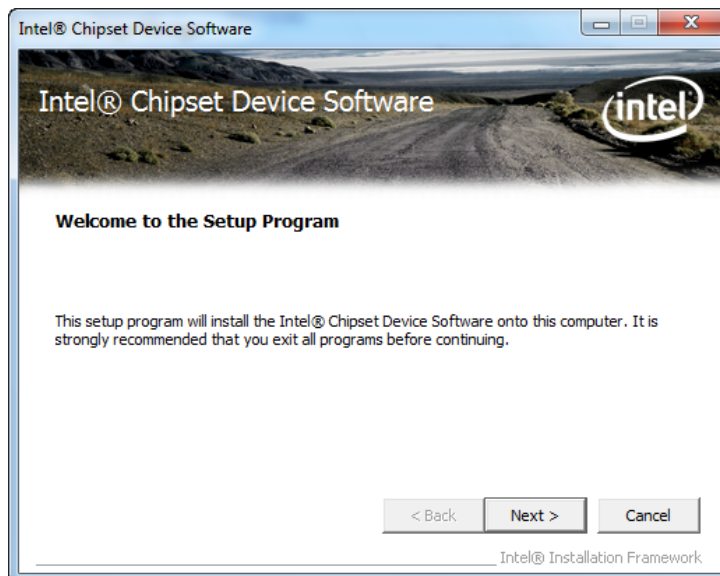 Intel® Chipset Device Software
Intel® Chipset Device Software
intel
Welcome to the Setup Program
This setup program will install the Intel® Chipset Device Software onto this computer. It is
strongly recommended that you exit all programs before continuing.
< Back Next > Cancel
Intel® Installation Framework